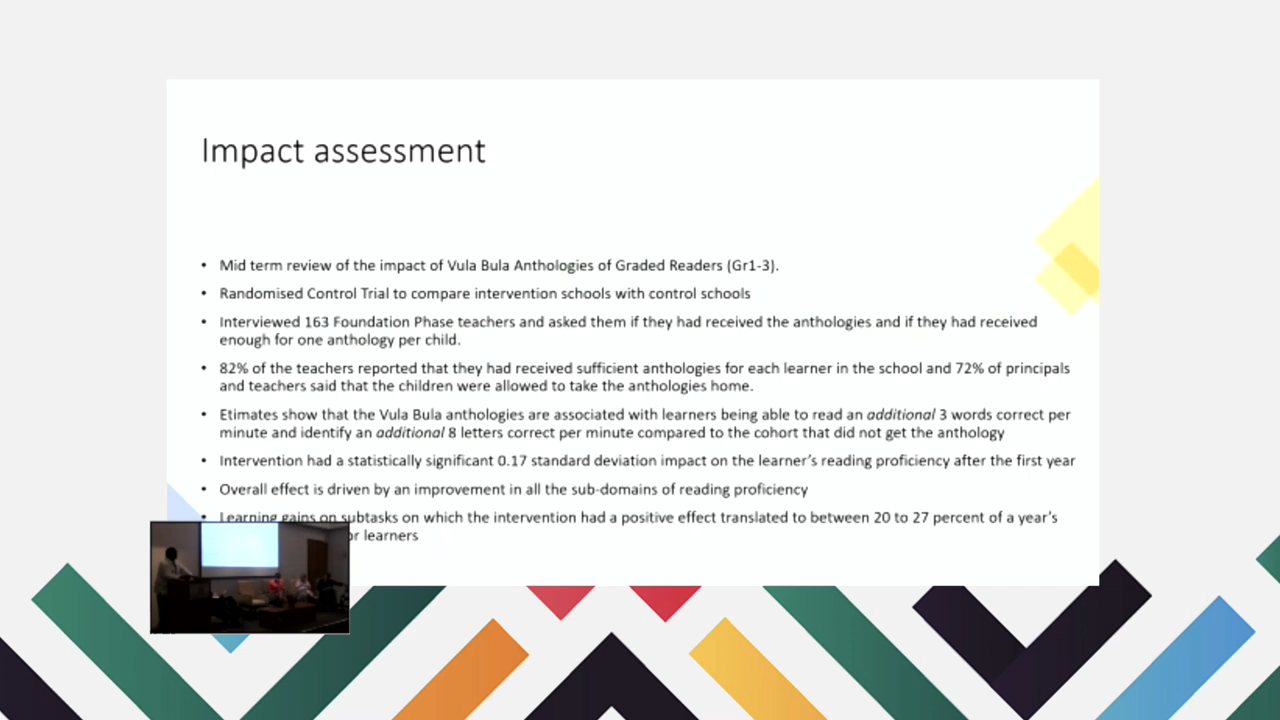 Impact assessment
• Mid term review of the impact of Vula Bula Anthologies of Graded Readers (Gr1-3).
• Randomised Control Trial to compare intervention schools with control schools
• Interviewed 163 Foundation Phase teachers and asked them if they had received the anthologies and if they had received
enough for one anthology per child.
• 82% of the teachers reported that they had received sufficient anthologies for each learner in the school and 72% of principals
and teachers said that the children were allowed to take the anthologies home.
• Etimates show that the Vula Bula anthologies are associated with learners being able to read an additional 3 words correct per
minute and identify an additional 8 letters correct per minute compared to the cohort that did not get the anthology
• Intervention had a statistically significant 0.17 standard deviation impact on the learner's reading proficiency after the first year
• Overall effect is driven by an improvement in all the sub-domains of reading proficiency
• Learning gains on subtasks on which the intervention had a positive effect translated to between 20 to 27 percent of a year's
learners